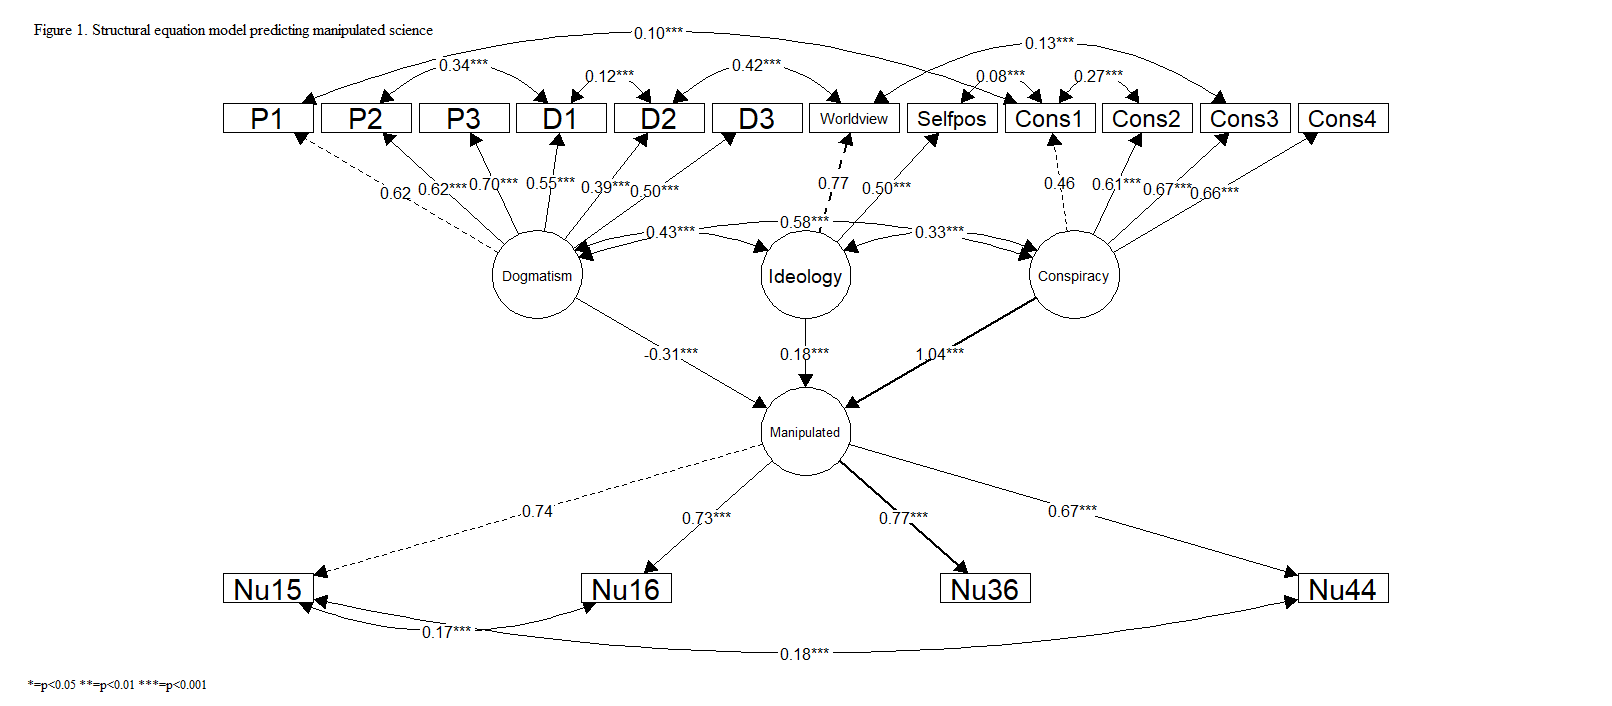 Figure 1. Structural equation model predicting manipulated science
0.10***
0.13***
0.34***
0.12***
0.42***
0.08***
0.27***
P1
P2
P3
D1
D2
D3
Worldview
Selfpos
Cons1
Cons2
Cons3
Cons4
0.62
0.62***
0.70***
0.55***
0.39***
0.50***
0.77
0.50***
0.46
0.61***
0.67***
0.66***
0.58***
0.43***
0.33***
Dogmatism
Ideology
Conspiracy
-0.31***
0.18***
1.04***
Manipulated
0.74
0.73***
0.77***
0.67***
Nu15
Nu16
Nu36
Nu44
0.17***
0.18***
*=p<0.05 **=p<0.01 ***=p<0.001